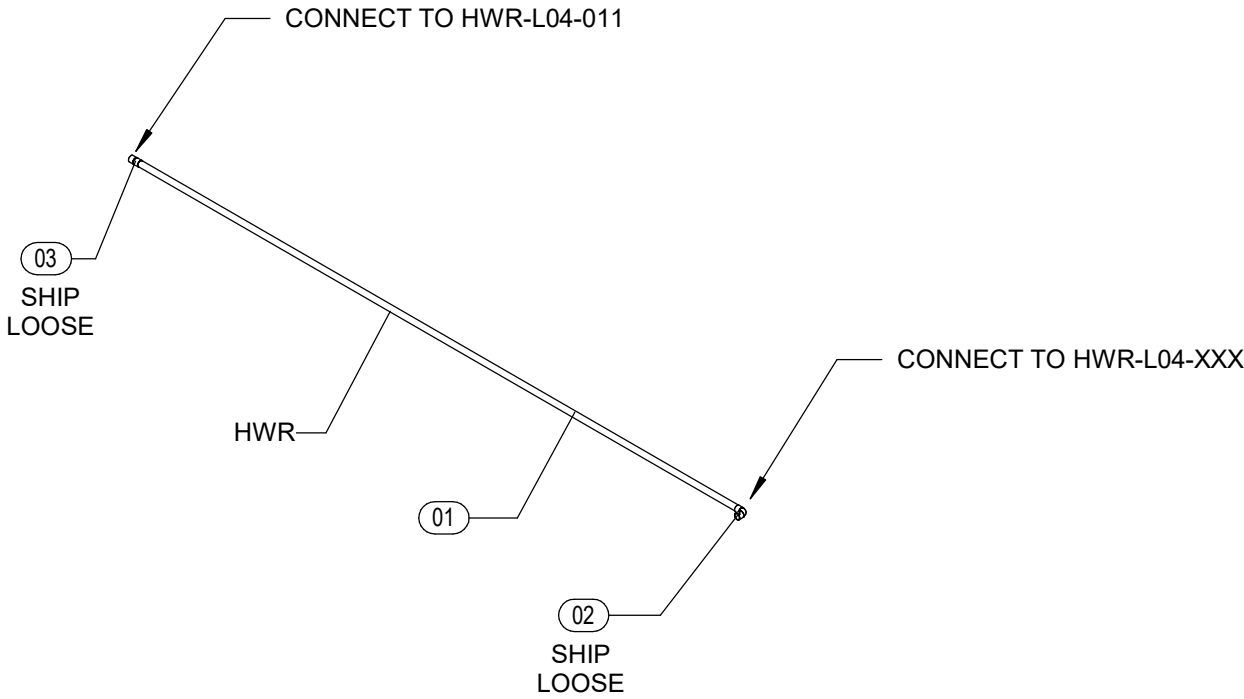 CONNECT TO HWR-L04-011
03
SHIP
LOOSE
CONNECT TO HWR-L04-XXX
HWR
01
02
SHIP
LOOSE